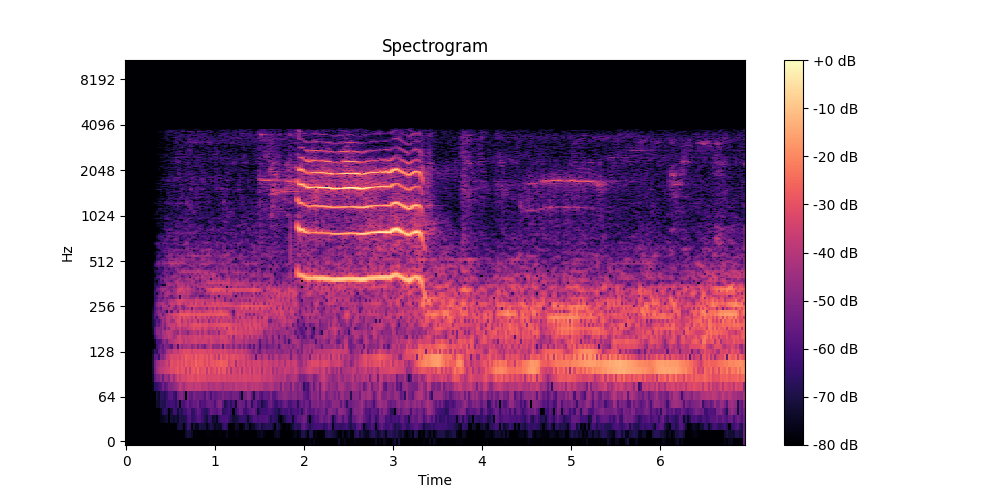 Spectrogram
8192
4096
2048
1024
512
256
128
64
0
Hz
0 1 2 3 4 5 6
Time
+0 dB
-10 dB
-20 dB
-30 dB
-40 dB
-50 dB
-60 dB
-70 dB
-80 dB